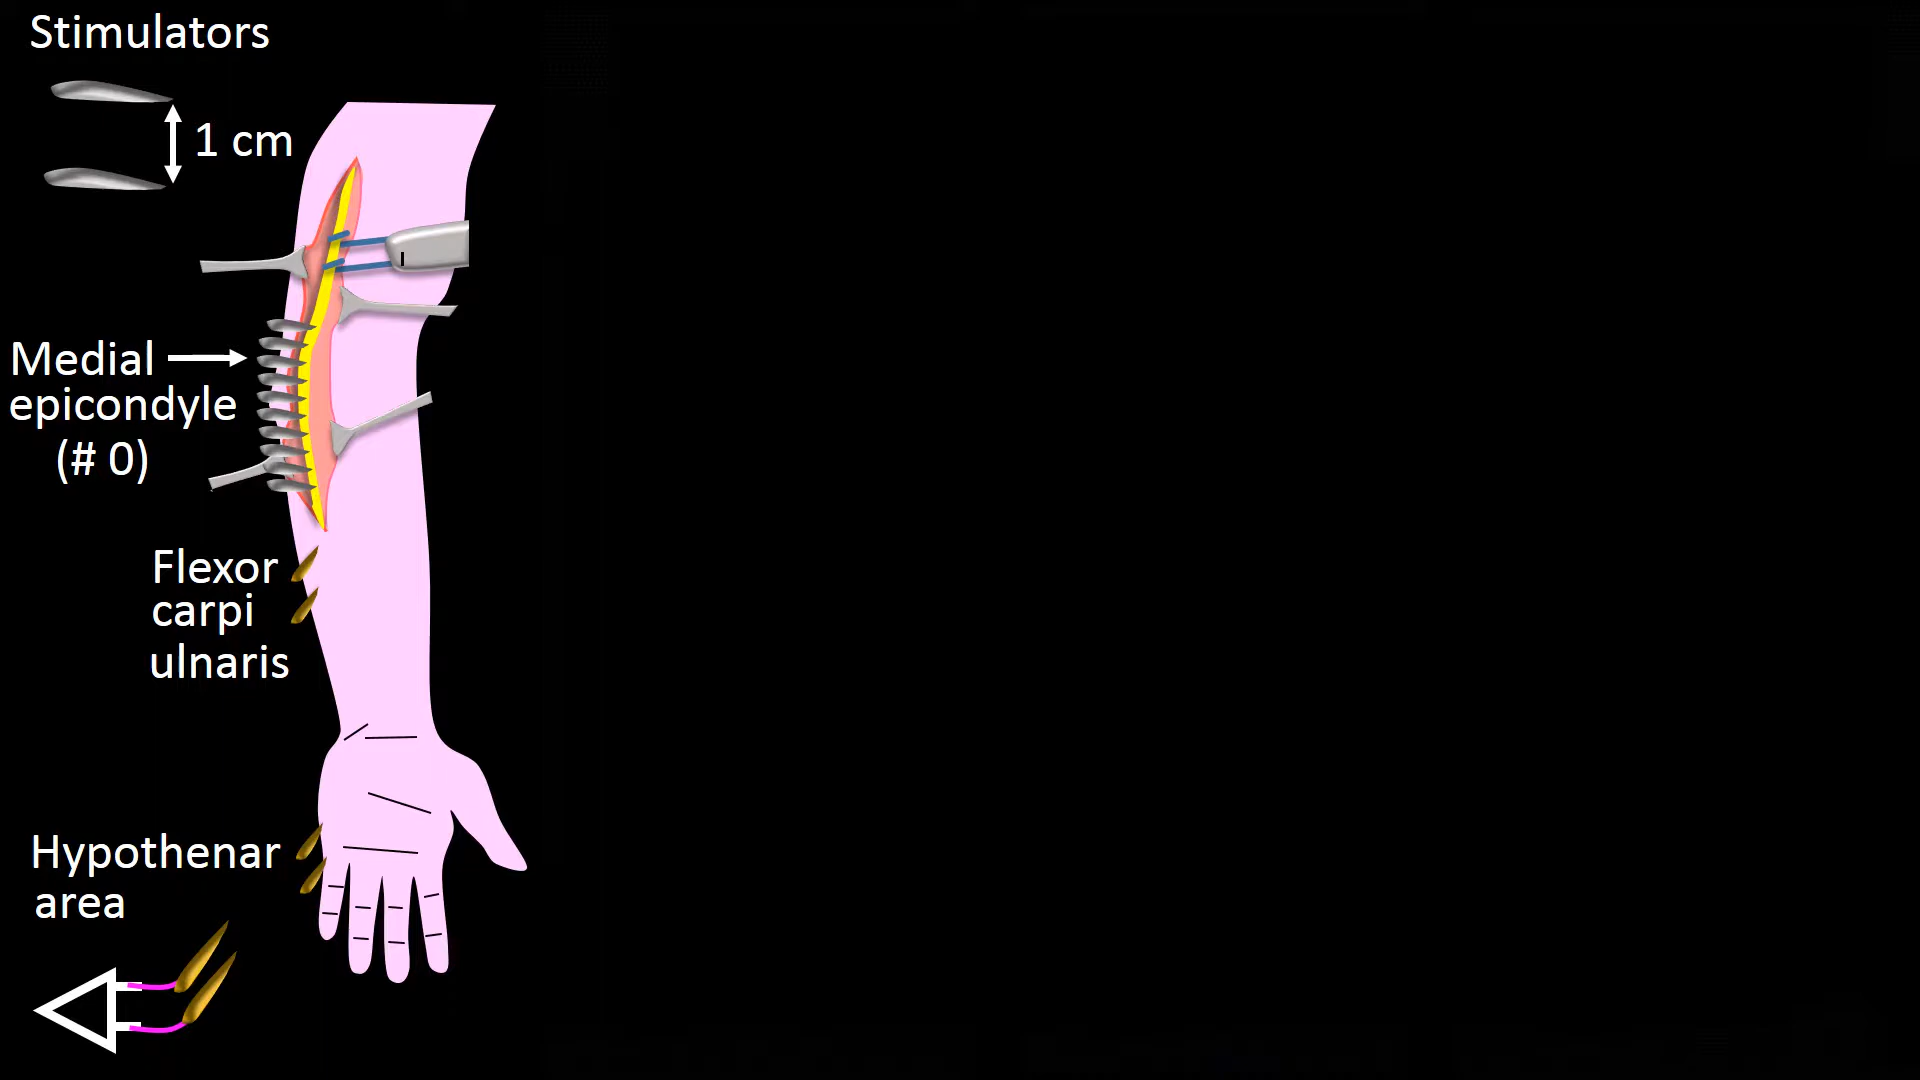 Stimulators
1 cm
Medial
epicondyle
(# 0)
Flexor
carpi
ulnaris
Hypothenar
area